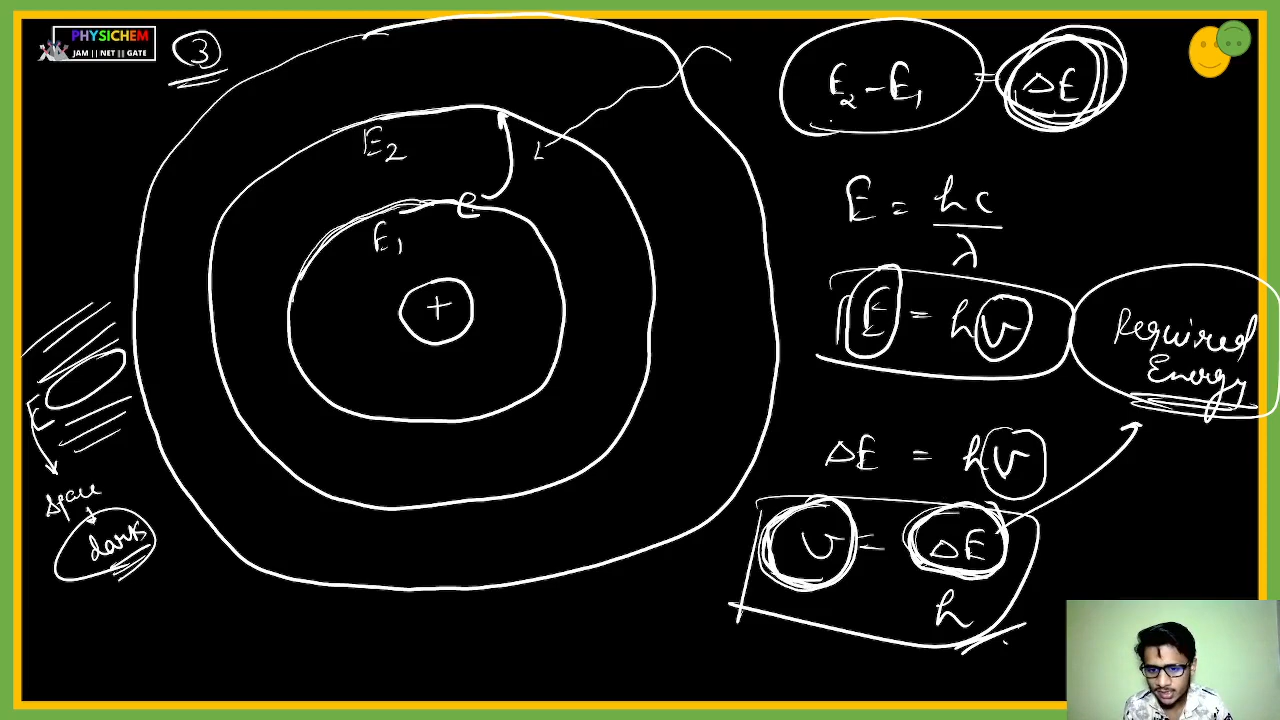 PHYSICHEM
JAM || NET || GATE
3
E₂
E₁
e
+
E
space
dark
E₂ - E₁ = ΔE
E = hc
λ
E = hν
Required
Energy
ΔE = hν
ν = ΔE
h